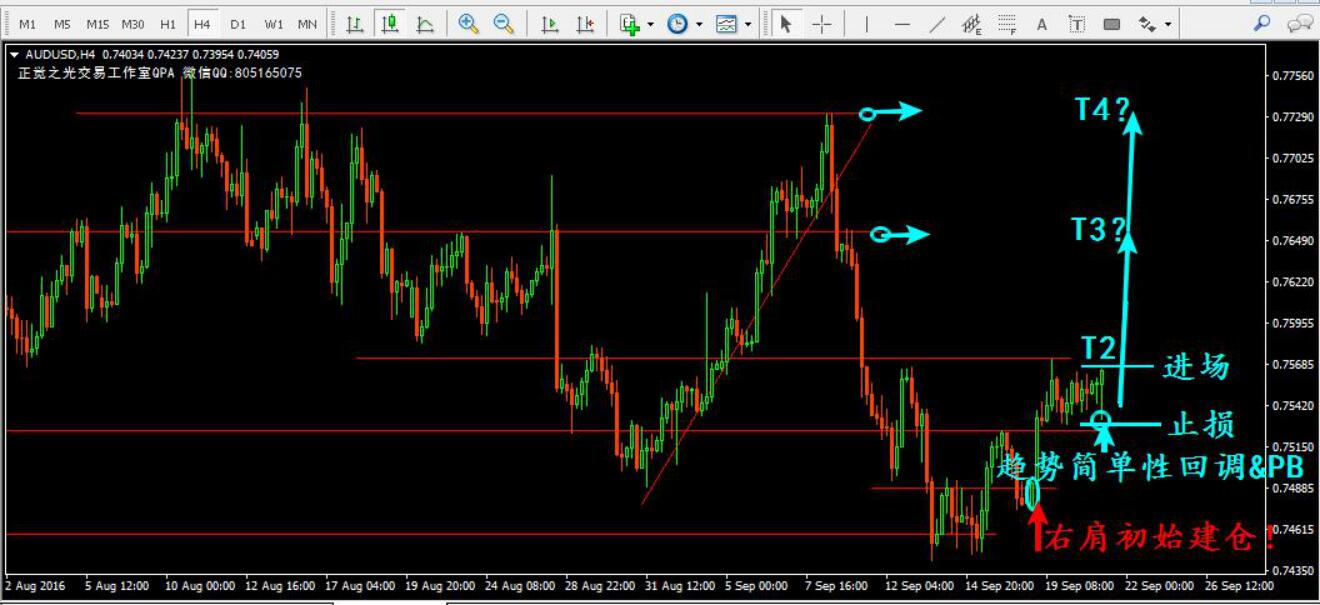 M1 M5 M15 M30 H1 H4 D1 W1 MN
E F A T
AUDUSD,H4 0.74034 0.74237 0.73954 0.74059
正觉之光交易工作室QPA 微信QQ:805165075
0.77560
T4?
0.77290
0.77025
0.76755
T3?
0.76490
0.76220
0.75955
T2
进场
0.75685
0.75420
止损
0.75150
趋势简单性回调&PB
0.74885
右肩初始建仓!
0.74615
0.74350
2 Aug 2016 5 Aug 12:00 10 Aug 00:00 12 Aug 16:00 17 Aug 04:00 19 Aug 20:00 24 Aug 08:00 28 Aug 22:00 31 Aug 12:00 5 Sep 00:00 7 Sep 16:00 12 Sep 04:00 14 Sep 20:00 19 Sep 08:00 22 Sep 00:00 26 Sep 12:00